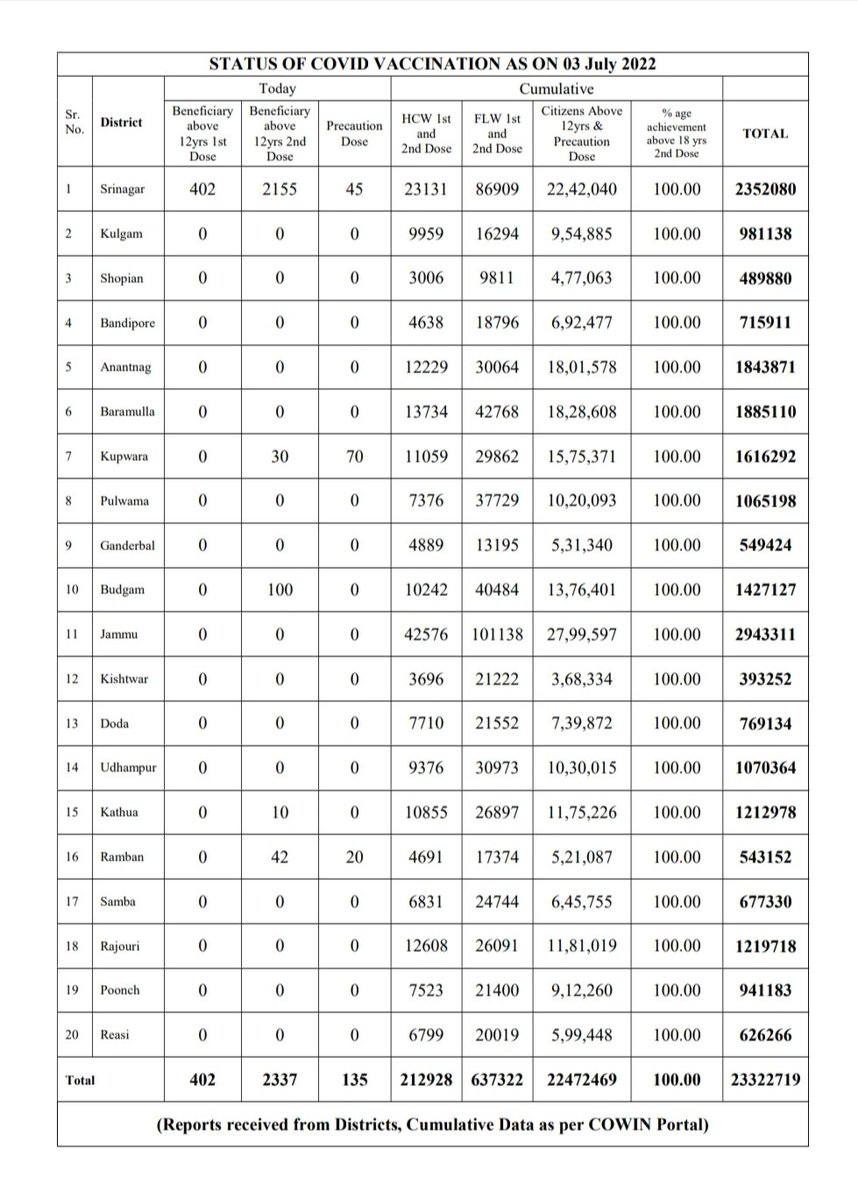 STATUS OF COVID VACCINATION AS ON 03 July 2022
Sr. No. District Today Cumulative TOTAL
Beneficiary above 12yrs 1st Dose Beneficiary above 12yrs 2nd Dose Precaution Dose HCW 1st and 2nd Dose FLW 1st and 2nd Dose Citizens Above 12yrs & Precaution Dose % age achievement above 18 yrs 2nd Dose
1 Srinagar 402 2155 45 23131 86909 22,42,040 100.00 2352080
2 Kulgam 0 0 0 9959 16294 9,54,885 100.00 981138
3 Shopian 0 0 0 3006 9811 4,77,063 100.00 489880
4 Bandipore 0 0 0 4638 18796 6,92,477 100.00 715911
5 Anantnag 0 0 0 12229 30064 18,01,578 100.00 1843871
6 Baramulla 0 0 0 13734 42768 18,28,608 100.00 1885110
7 Kupwara 0 30 70 11059 29862 15,75,371 100.00 1616292
8 Pulwama 0 0 0 7376 37729 10,20,093 100.00 1065198
9 Ganderbal 0 0 0 4889 13195 5,31,340 100.00 549424
10 Budgam 0 100 0 10242 40484 13,76,401 100.00 1427127
11 Jammu 0 0 0 42576 101138 27,99,597 100.00 2943311
12 Kishtwar 0 0 0 3696 21222 3,68,334 100.00 393252
13 Doda 0 0 0 7710 21552 7,39,872 100.00 769134
14 Udhampur 0 0 0 9376 30973 10,30,015 100.00 1070364
15 Kathua 0 10 0 10855 26897 11,75,226 100.00 1212978
16 Ramban 0 42 20 4691 17374 5,21,087 100.00 543152
17 Samba 0 0 0 6831 24744 6,45,755 100.00 677330
18 Rajouri 0 0 0 12608 26091 11,81,019 100.00 1219718
19 Poonch 0 0 0 7523 21400 9,12,260 100.00 941183
20 Reasi 0 0 0 6799 20019 5,99,448 100.00 626266
Total 402 2337 135 212928 637322 22472469 100.00 23322719
(Reports received from Districts, Cumulative Data as per COWIN Portal)